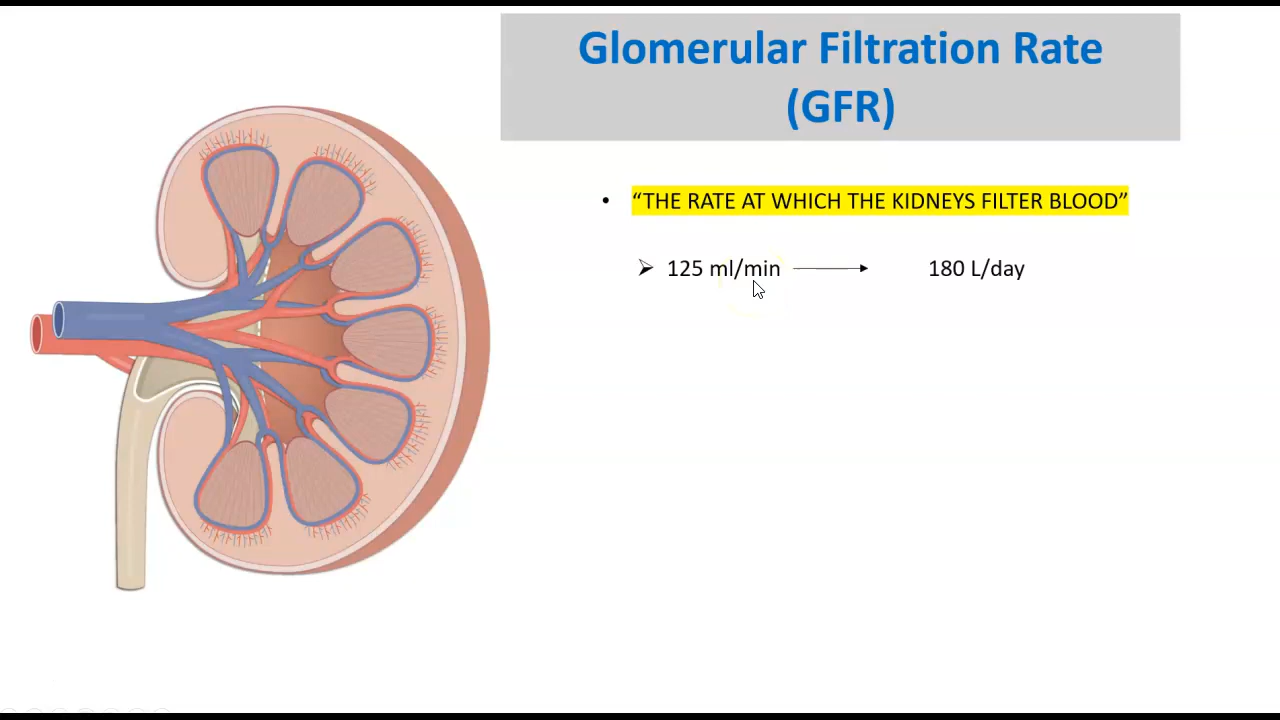 Glomerular Filtration Rate
(GFR)
• “THE RATE AT WHICH THE KIDNEYS FILTER BLOOD”
➢ 125 ml/min → 180 L/day